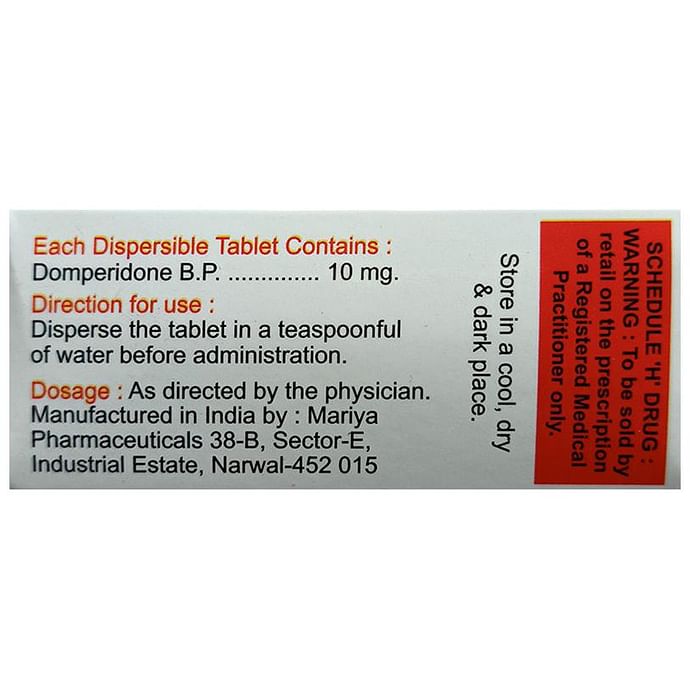 Each Dispersible Tablet Contains :
Domperidone B.P. .............. 10 mg.
Direction for use :
Disperse the tablet in a teaspoonful
of water before administration.
Dosage : As directed by the physician.
Manufactured in India by : Mariya
Pharmaceuticals 38-B, Sector-E,
Industrial Estate, Narwal-452 015
Store in a cool, dry
& dark place.
SCHEDULE 'H' DRUG :
WARNING : To be sold by
retail on the prescription
of a Registered Medical
Practitioner only.